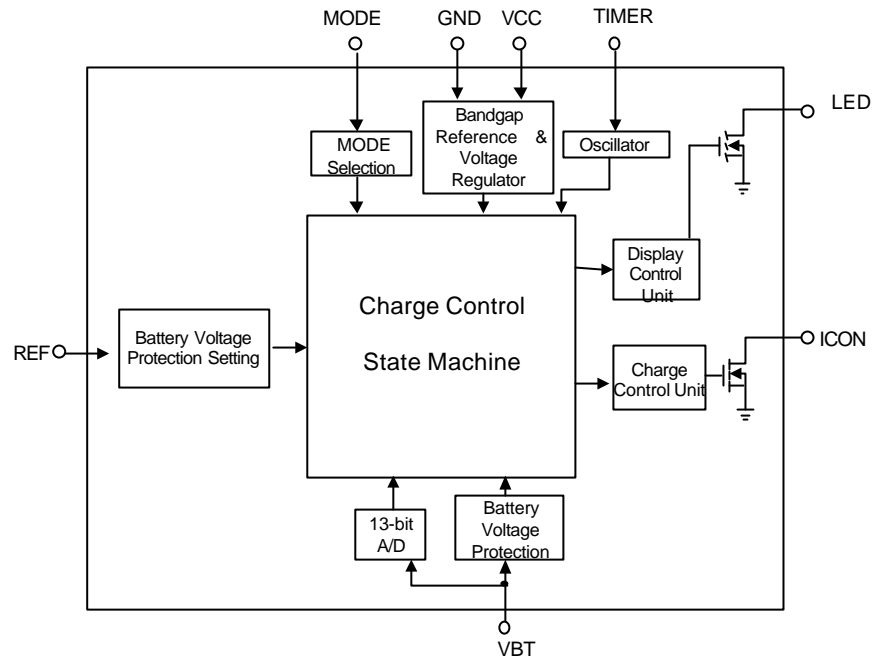 MODE
GND
VCC
TIMER
LED
MODE
Selection
Bandgap
Reference &
Voltage
Regulator
Oscillator
Display
Control
Unit
Charge Control
State Machine
REF
Battery Voltage
Protection Setting
ICON
Charge
Control Unit
13-bit
A/D
Battery
Voltage
Protection
VBT